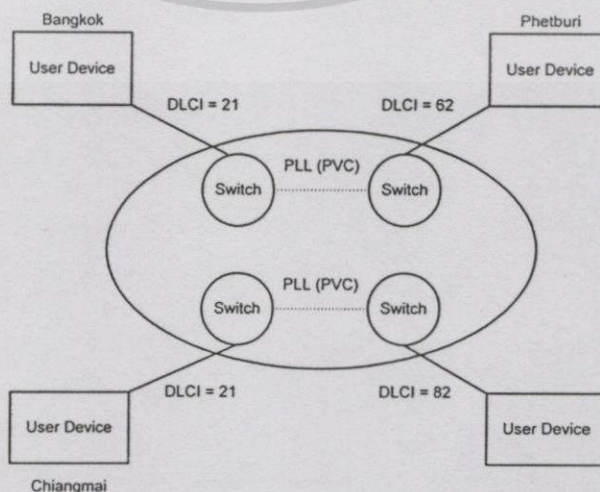 Bangkok
Phetburi
User Device
User Device
DLCI = 21
DLCI = 62
PLL (PVC)
Switch
Switch
PLL (PVC)
Switch
Switch
DLCI = 21
DLCI = 82
User Device
User Device
Chiangmai